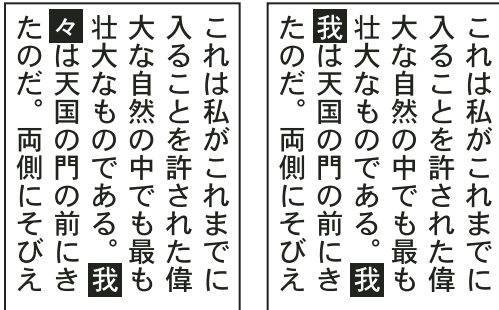 これは私がこれまでに
入ることを許された偉
大な自然の中でも最も
壮大なものである。我
々は天国の門の前にき
たのだ。両側にそびえ
これは私がこれまでに
入ることを許された偉
大な自然の中でも最も
壮大なものである。我
我は天国の門の前にき
たのだ。両側にそびえ